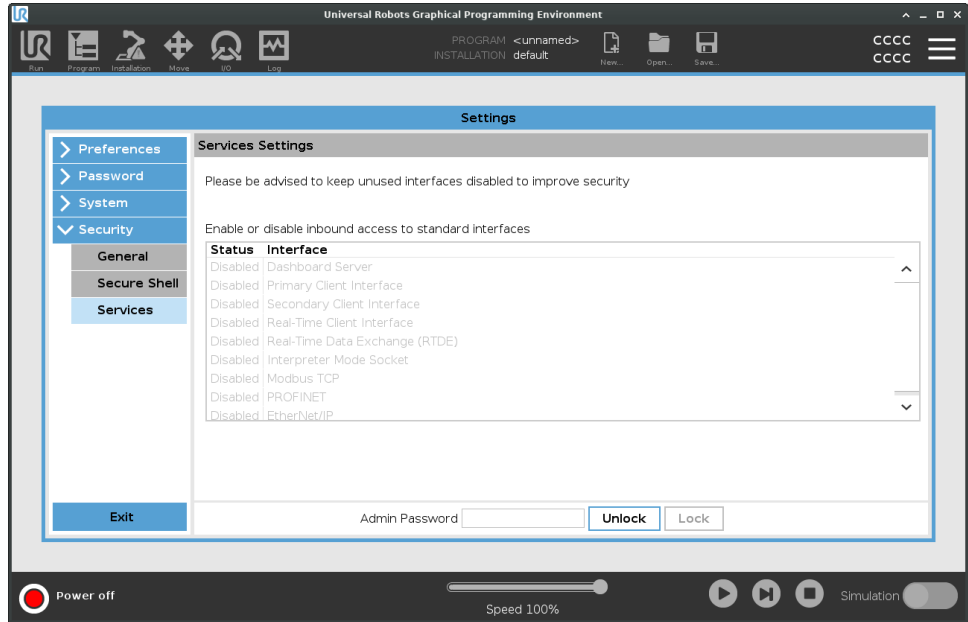 Universal Robots Graphical Programming Environment
UR
Run
Program
Installation
Move
I/O
Log
PROGRAM <unnamed>
INSTALLATION default
New...
Open...
Save...
CCCC
CCCC
Settings
Preferences
Password
System
Security
General
Secure Shell
Services
Exit
Services Settings
Please be advised to keep unused interfaces disabled to improve security
Enable or disable inbound access to standard interfaces
Status Interface
Disabled Dashboard Server
Disabled Primary Client Interface
Disabled Secondary Client Interface
Disabled Real-Time Client Interface
Disabled Real-Time Data Exchange (RTDE)
Disabled Interpreter Mode Socket
Disabled Modbus TCP
Disabled PROFINET
Disabled EtherNet/IP
Admin Password
Unlock
Lock
Power off
Speed 100%
Simulation